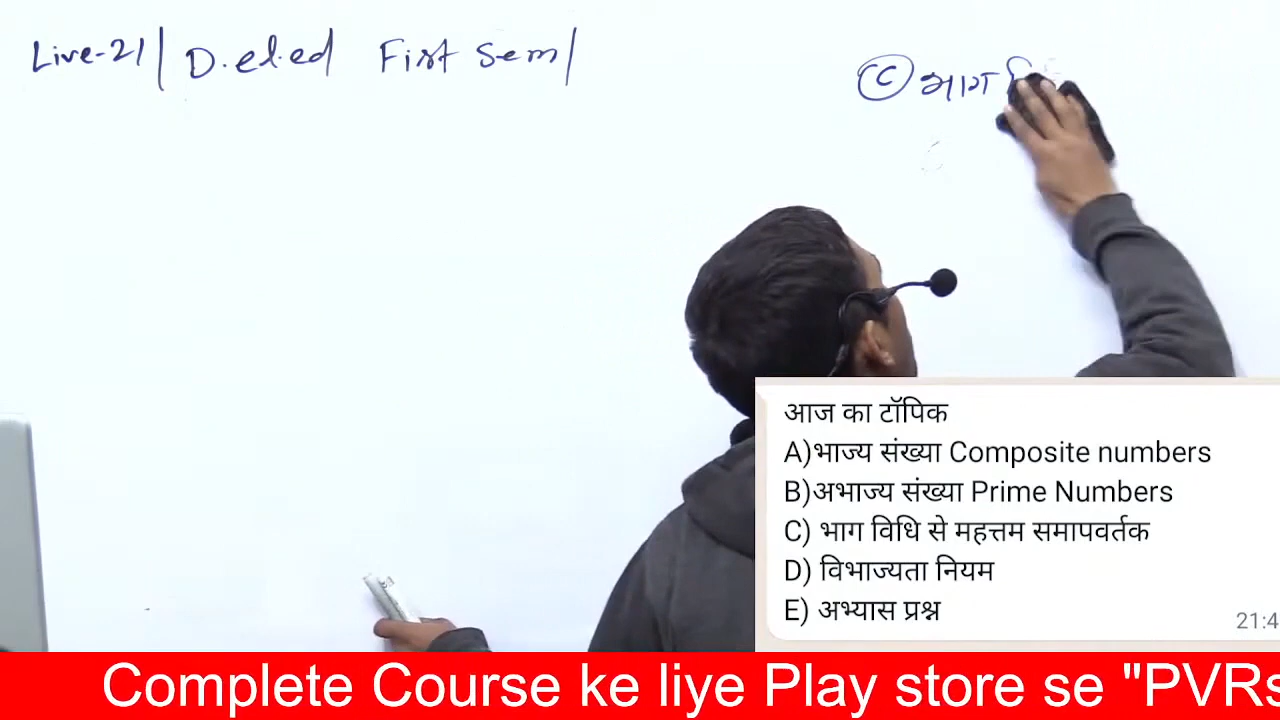 Live-21 | D.el.ed First Sem |
C भाग
आज का टॉपिक
A)भाज्य संख्या Composite numbers
B)अभाज्य संख्या Prime Numbers
C) भाग विधि से महत्तम समापवर्तक
D) विभाज्यता नियम
E) अभ्यास प्रश्न
21:4
Complete Course ke liye Play store se "PVRs